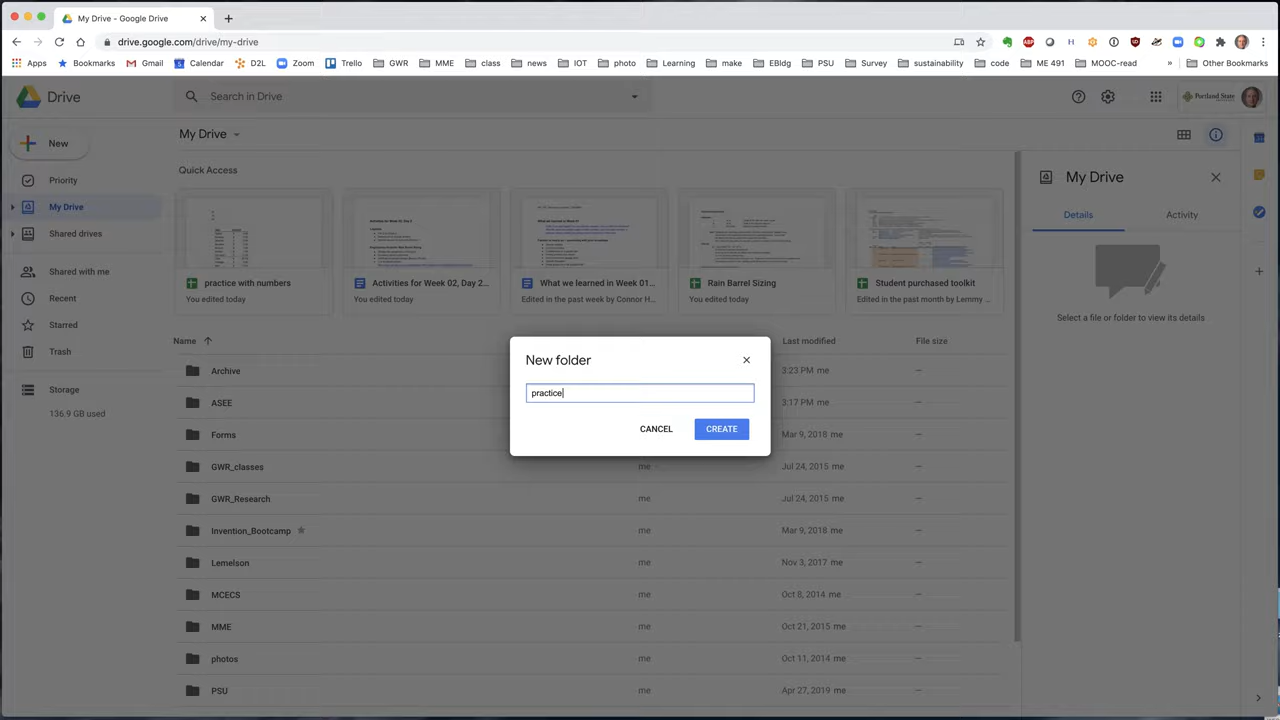 My Drive - Google Drive
drive.google.com/drive/my-drive
Apps Bookmarks Gmail Calendar D2L Zoom Trello GWR MME class news IOT photo Learning make EBldg PSU Survey sustainability code ME 491 MOOC-read » Other Bookmarks
Drive
Search in Drive
Portland State
New
My Drive
Priority
My Drive
Shared drives
Shared with me
Recent
Starred
Trash
Storage
136.9 GB used
Quick Access
practice with numbers
You edited today
Activities for Week 02, Day 2...
You edited today
What we learned in Week 01...
Edited in the past week by Connor H...
Rain Barrel Sizing
You edited today
Student purchased toolkit
Edited in the past month by Lemmy ...
Name Last modified File size
Archive 3:23 PM me –
ASEE 3:17 PM me –
Forms Mar 9, 2018 me –
GWR_classes me Jul 24, 2015 me –
GWR_Research me Jul 24, 2015 me –
Invention_Bootcamp me Mar 9, 2018 me –
Lemelson me Nov 3, 2017 me –
MCECS me Oct 8, 2014 me –
MME me Oct 21, 2015 me –
photos me Oct 11, 2014 me –
PSU me Apr 27, 2019 me –
New folder
practice
CANCEL CREATE
My Drive
Details Activity
Select a file or folder to view its details